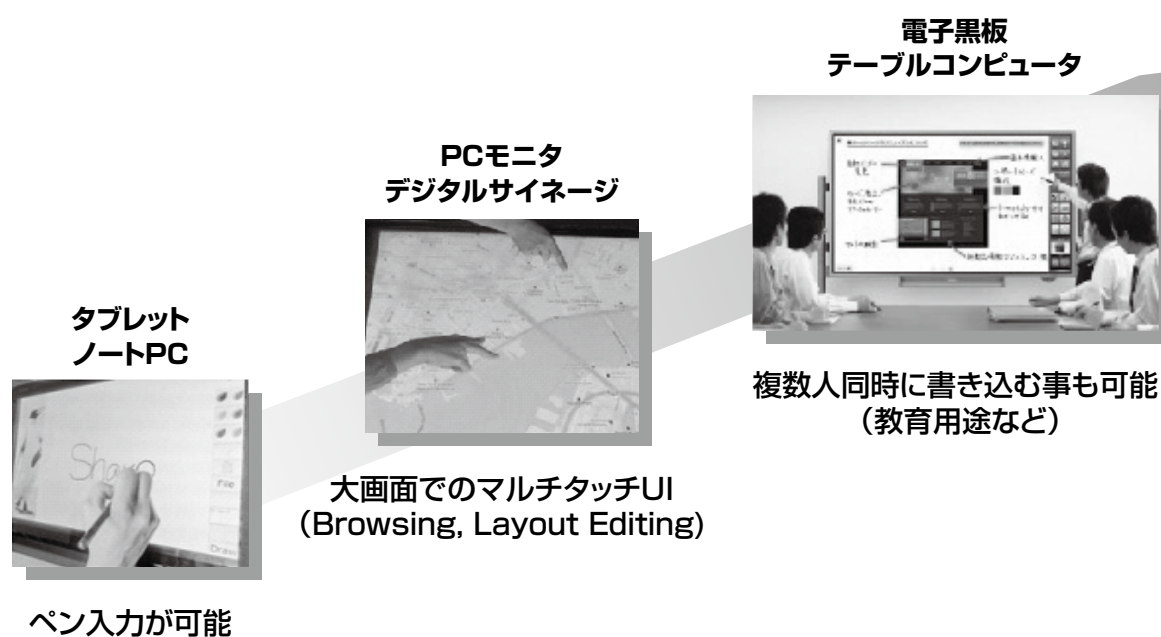 電子黒板
テーブルコンピュータ
PCモニタ
デジタルサイネージ
タブレット
ノートPC
複数人同時に書き込む事も可能
（教育用途など）
大画面でのマルチタッチUI
（Browsing, Layout Editing)
File
Draw
ペン入力が可能